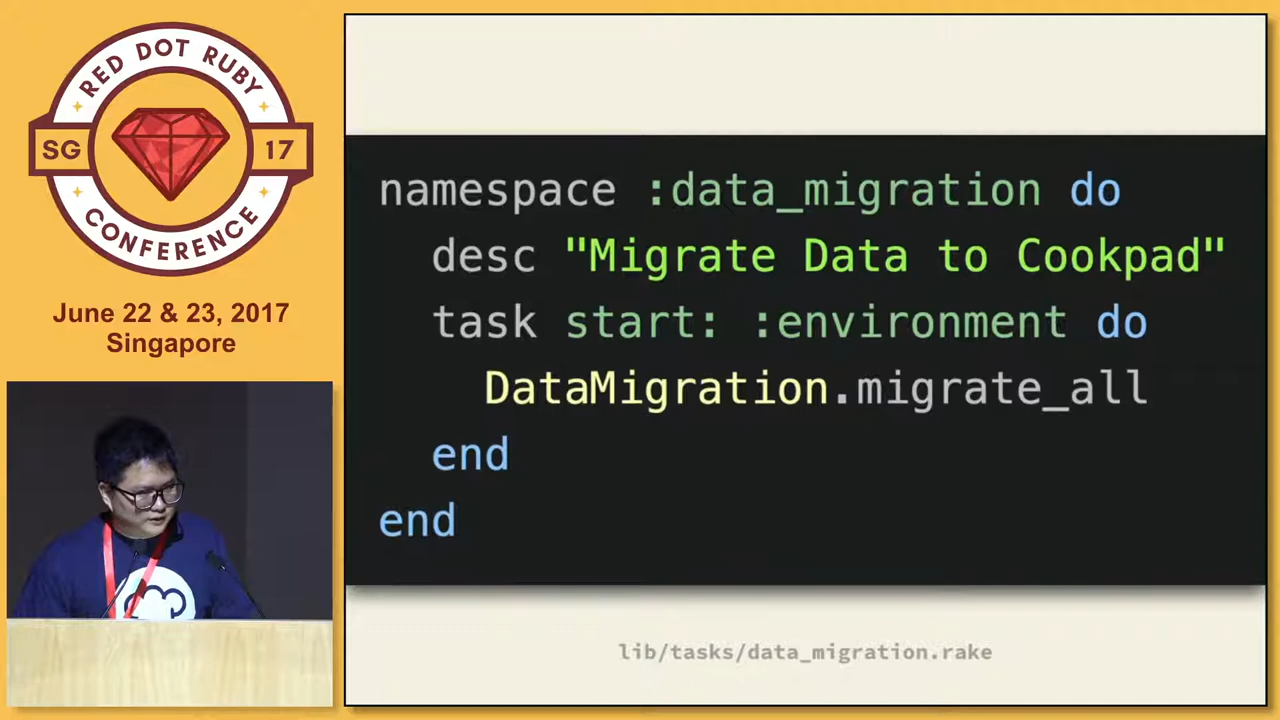 RED DOT RUBY
SG 17
CONFERENCE
June 22 & 23, 2017
Singapore
namespace :data_migration do
  desc "Migrate Data to Cookpad"
  task start: :environment do
    DataMigration.migrate_all
  end
end
lib/tasks/data_migration.rake